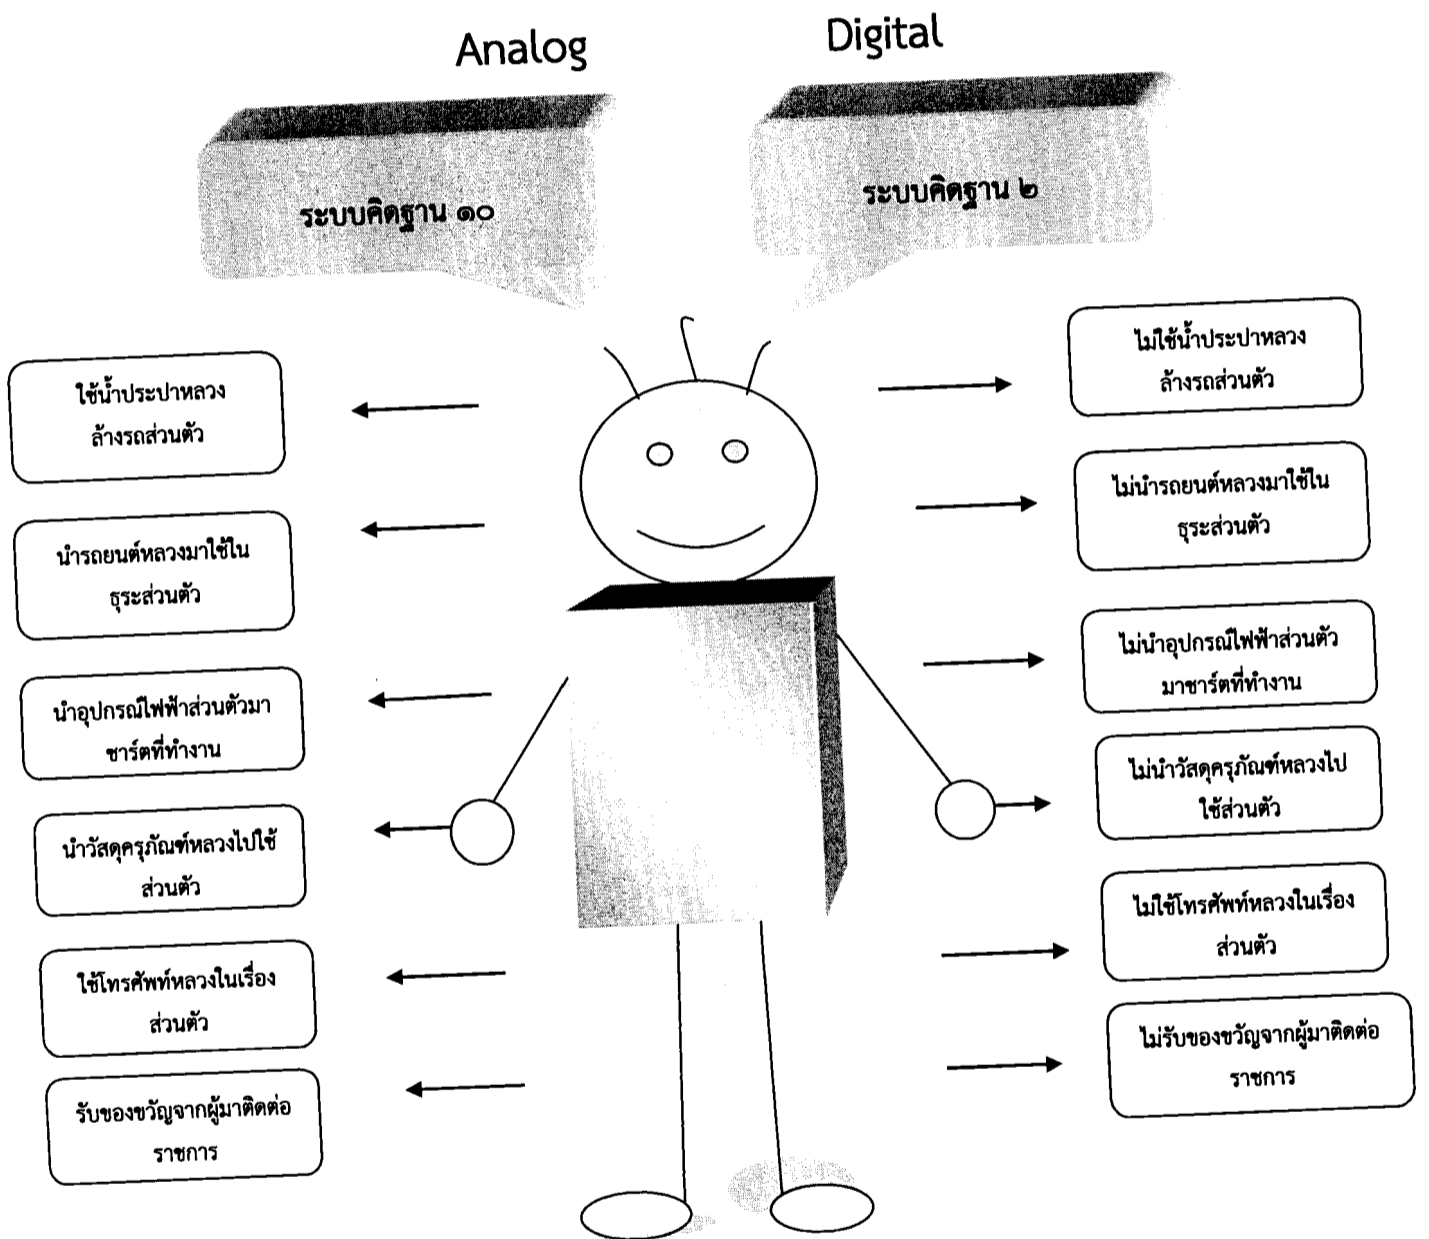 Analog
Digital
ระบบคิดฐาน ๑๐
ระบบคิดฐาน ๒
ใช้น้ำประปาหลวง
ล้างรถส่วนตัว
นำรถยนต์หลวงมาใช้ใน
ธุระส่วนตัว
นำอุปกรณ์ไฟฟ้าส่วนตัวมา
ชาร์ตที่ทำงาน
นำวัสดุครุภัณฑ์หลวงไปใช้
ส่วนตัว
ใช้โทรศัพท์หลวงในเรื่อง
ส่วนตัว
รับของขวัญจากผู้มาติดต่อ
ราชการ
ไม่ใช้น้ำประปาหลวง
ล้างรถส่วนตัว
ไม่นำรถยนต์หลวงมาใช้ใน
ธุระส่วนตัว
ไม่นำอุปกรณ์ไฟฟ้าส่วนตัว
มาชาร์ตที่ทำงาน
ไม่นำวัสดุครุภัณฑ์หลวงไป
ใช้ส่วนตัว
ไม่ใช้โทรศัพท์หลวงในเรื่อง
ส่วนตัว
ไม่รับของขวัญจากผู้มาติดต่อ
ราชการ